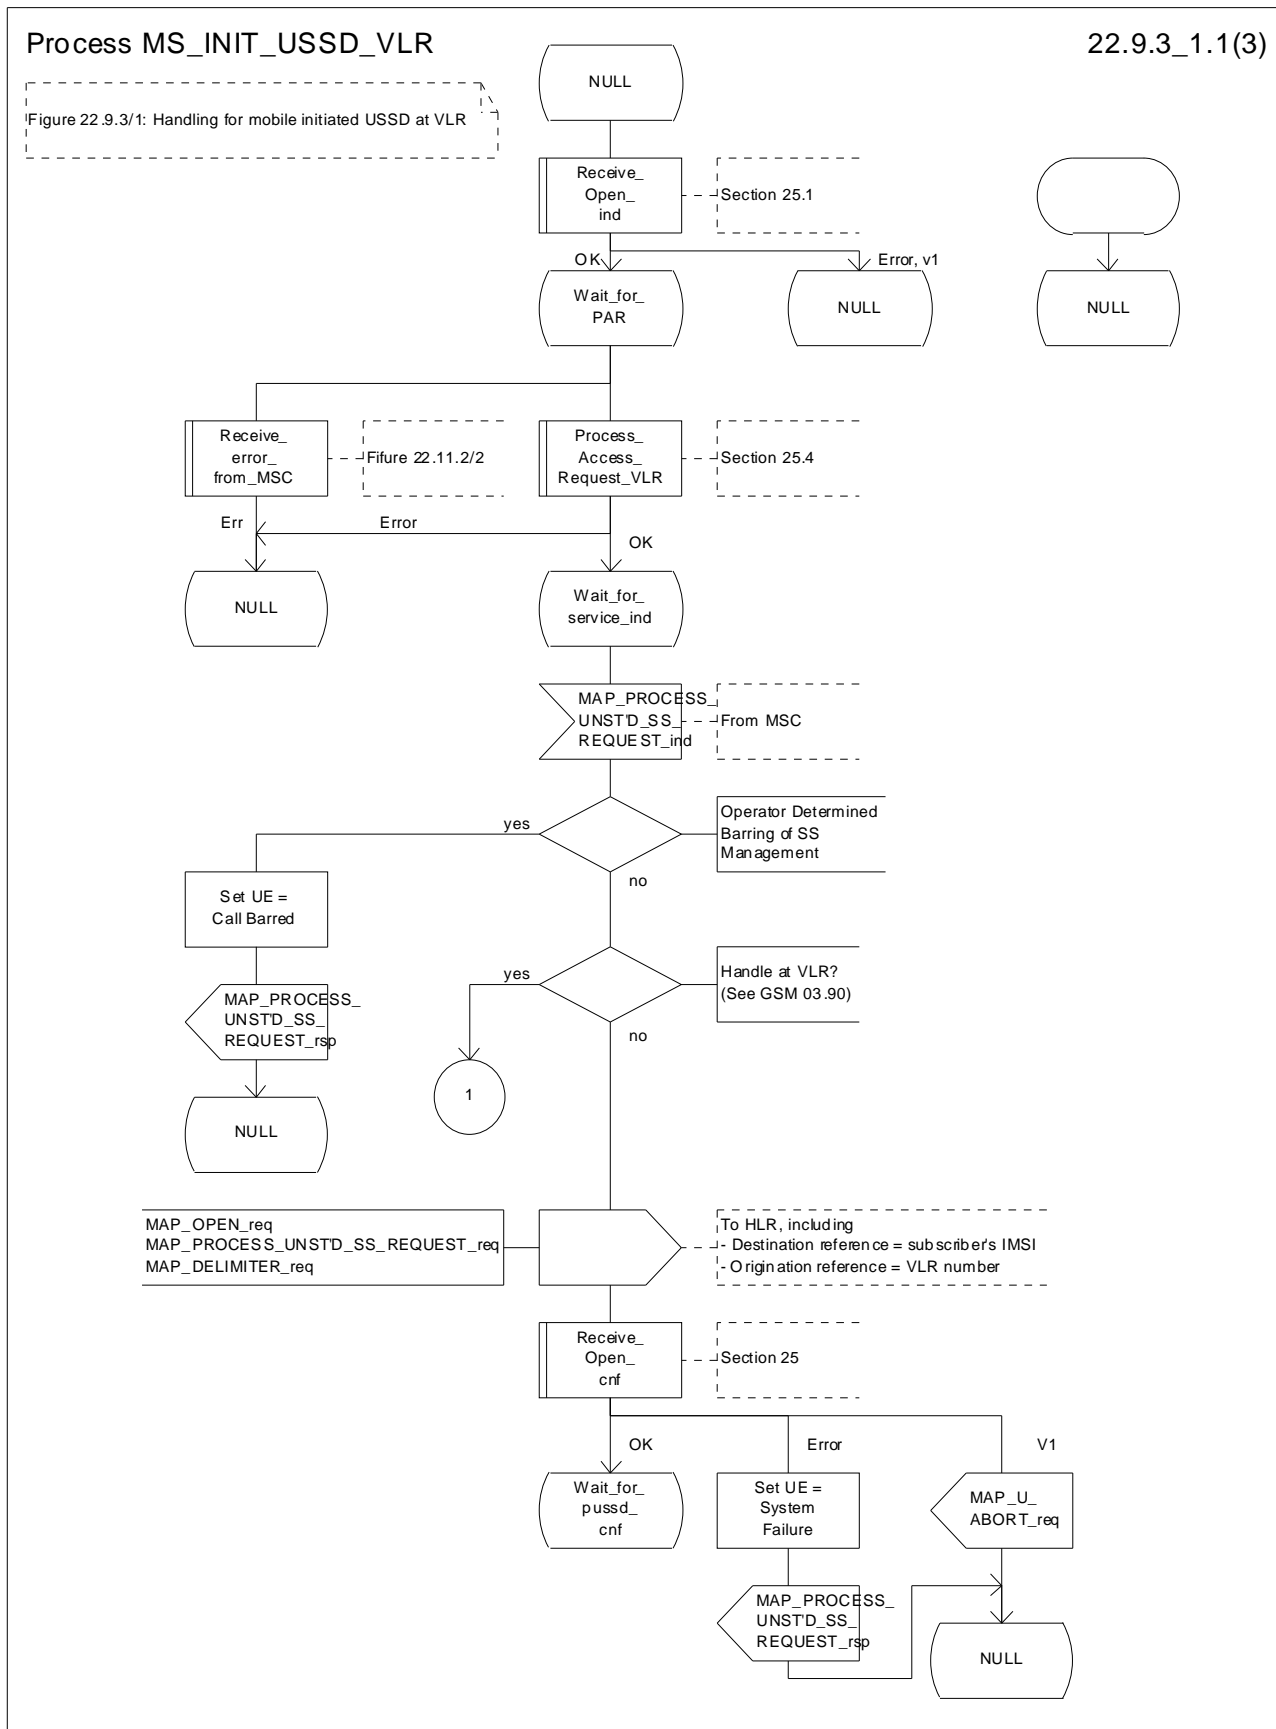 Process MS_INIT_USSD_VLR
22.9.3_1.1(3)
Figure 22.9.3/1: Handling for mobile initiated USSD at VLR
NULL
Receive_
Open_
ind
Section 25.1
OK
Error, v1
Wait_for_
PAR
NULL
NULL
Receive_
error_
from_MSC
Fifure 22.11.2/2
Process_
Access_
Request_VLR
Section 25.4
Err
Error
OK
NULL
Wait_for_
service_ind
MAP_PROCESS_
UNST'D_SS_
REQUEST_ind
From MSC
yes
Operator Determined
Barring of SS
Management
no
Set UE =
Call Barred
yes
Handle at VLR?
(See GSM 03.90)
no
MAP_PROCESS_
UNST'D_SS_
REQUEST_rsp
1
NULL
MAP_OPEN_req
MAP_PROCESS_UNST'D_SS_REQUEST_req
MAP_DELIMITER_req
To HLR, including
- Destination reference = subscriber's IMSI
- Origination reference = VLR number
Receive_
Open_
cnf
Section 25
OK
Error
V1
Wait_for_
pussd_
cnf
Set UE =
System
Failure
MAP_U_
ABORT_req
MAP_PROCESS_
UNST'D_SS_
REQUEST_rsp
NULL